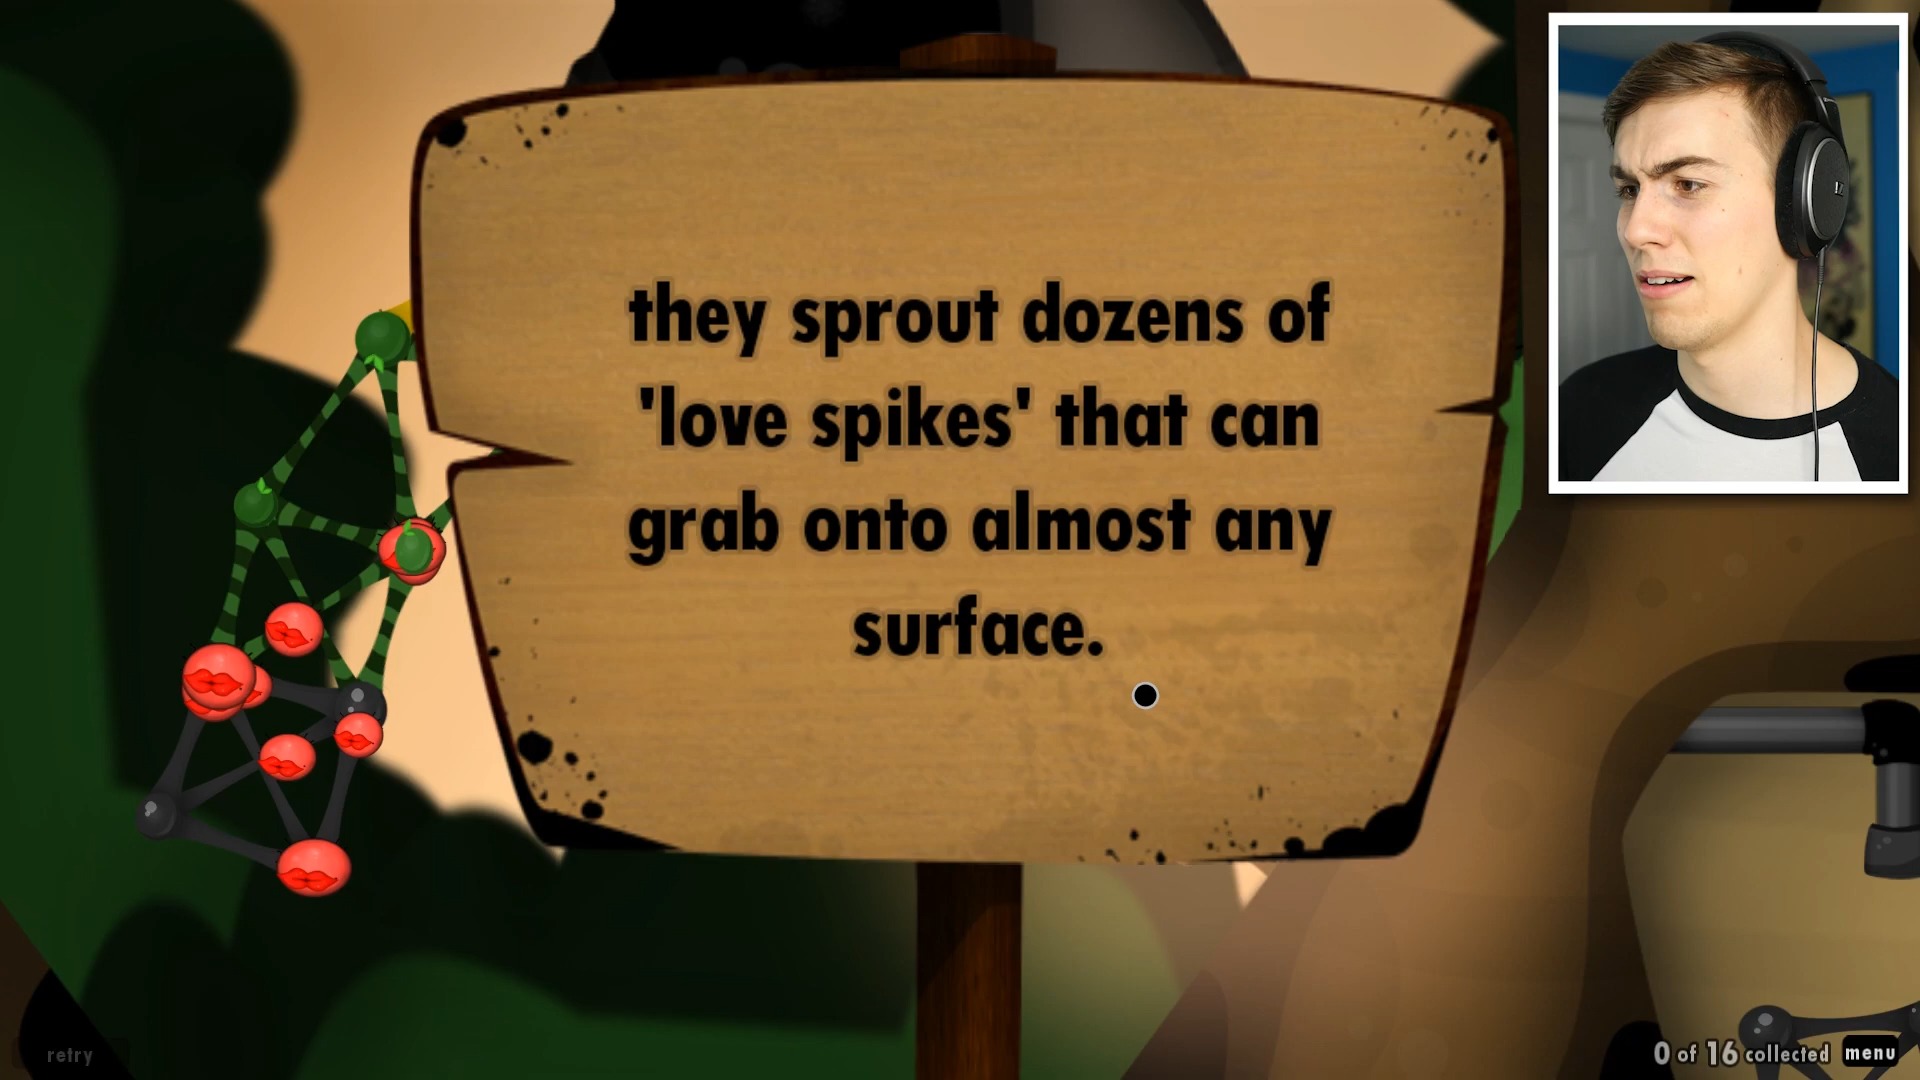 they sprout dozens of
'love spikes' that can
grab onto almost any
surface.
retry
0 of 16 collected menu